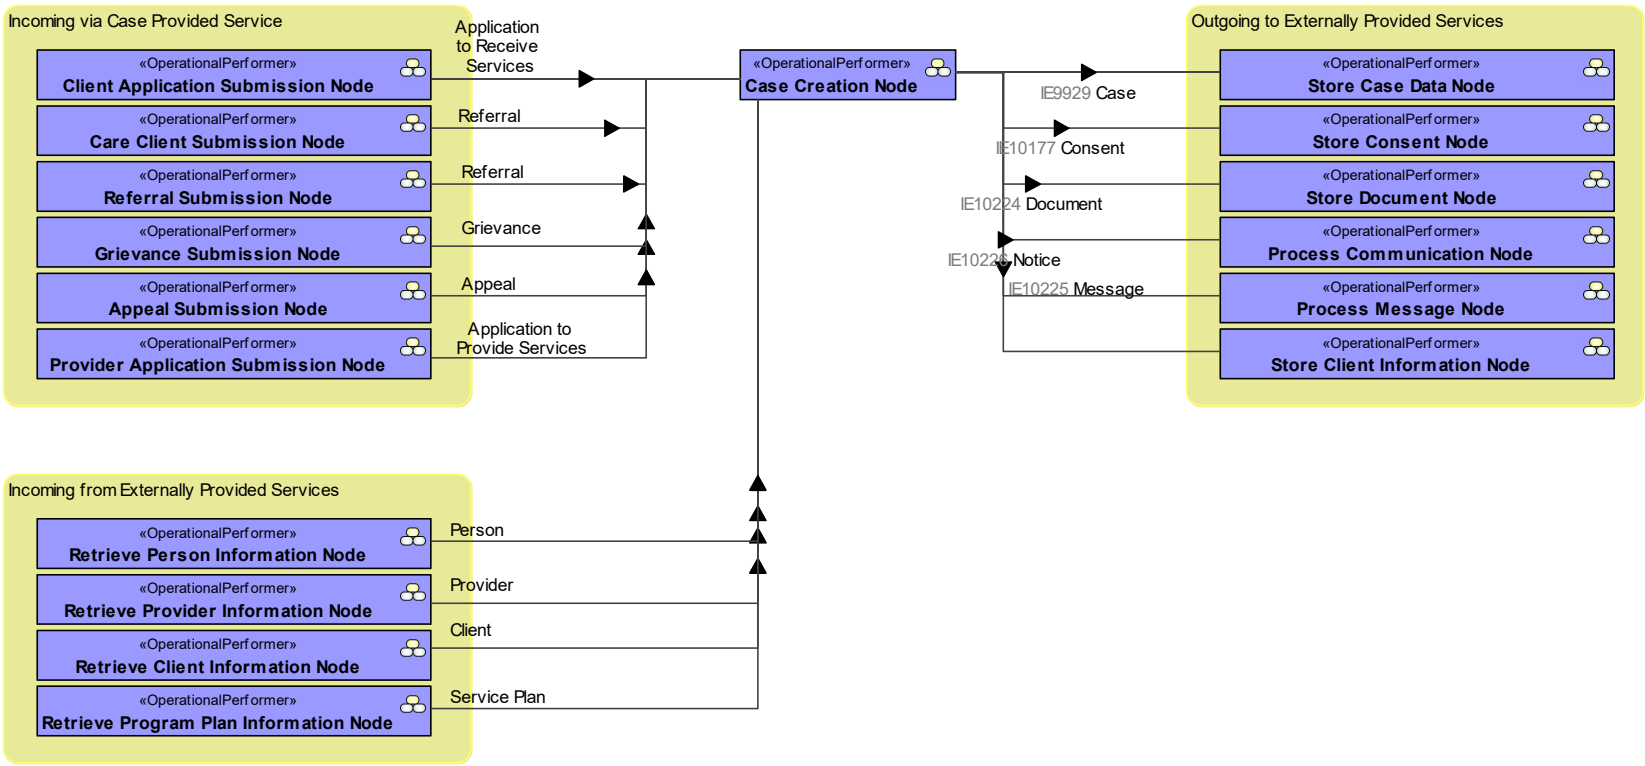 Incoming via Case Provided Service
«OperationalPerformer»
Client Application Submission Node
«OperationalPerformer»
Care Client Submission Node
«OperationalPerformer»
Referral Submission Node
«OperationalPerformer»
Grievance Submission Node
«OperationalPerformer»
Appeal Submission Node
«OperationalPerformer»
Provider Application Submission Node
Application
to Receive
Services
Referral
Referral
Grievance
Appeal
Application to
Provide Services
«OperationalPerformer»
Case Creation Node
IE9929 Case
IE10177 Consent
IE10224 Document
IE10226 Notice
IE10225 Message
Outgoing to Externally Provided Services
«OperationalPerformer»
Store Case Data Node
«OperationalPerformer»
Store Consent Node
«OperationalPerformer»
Store Document Node
«OperationalPerformer»
Process Communication Node
«OperationalPerformer»
Process Message Node
«OperationalPerformer»
Store Client Information Node
Incoming from Externally Provided Services
«OperationalPerformer»
Retrieve Person Information Node
«OperationalPerformer»
Retrieve Provider Information Node
«OperationalPerformer»
Retrieve Client Information Node
«OperationalPerformer»
Retrieve Program Plan Information Node
Person
Provider
Client
Service Plan